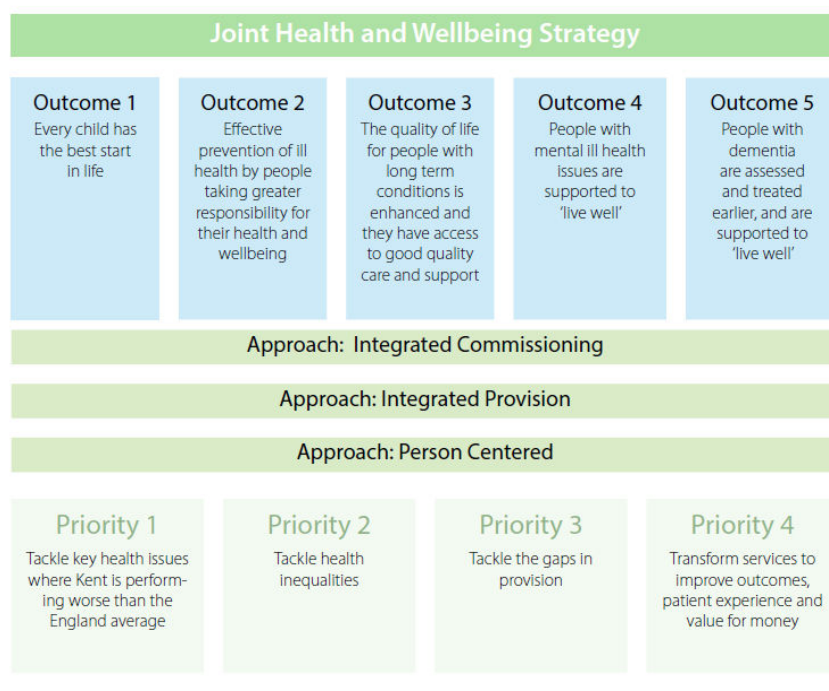 Joint Health and Wellbeing Strategy
Outcome 1
Every child has
the best start
in life
Outcome 2
Effective
prevention of ill
health by people
taking greater
responsibility for
their health and
wellbeing
Outcome 3
The quality of life
for people with
long term
conditions is
enhanced and
they have access
to good quality
care and support
Outcome 4
People with
mental ill health
issues are
supported to
‘live well’
Outcome 5
People with
dementia
are assessed
and treated
earlier, and are
supported to
‘live well’
Approach: Integrated Commissioning
Approach: Integrated Provision
Approach: Person Centered
Priority 1
Tackle key health issues
where Kent is perform-
ing worse than the
England average
Priority 2
Tackle health
inequalities
Priority 3
Tackle the gaps in
provision
Priority 4
Transform services to
improve outcomes,
patient experience and
value for money